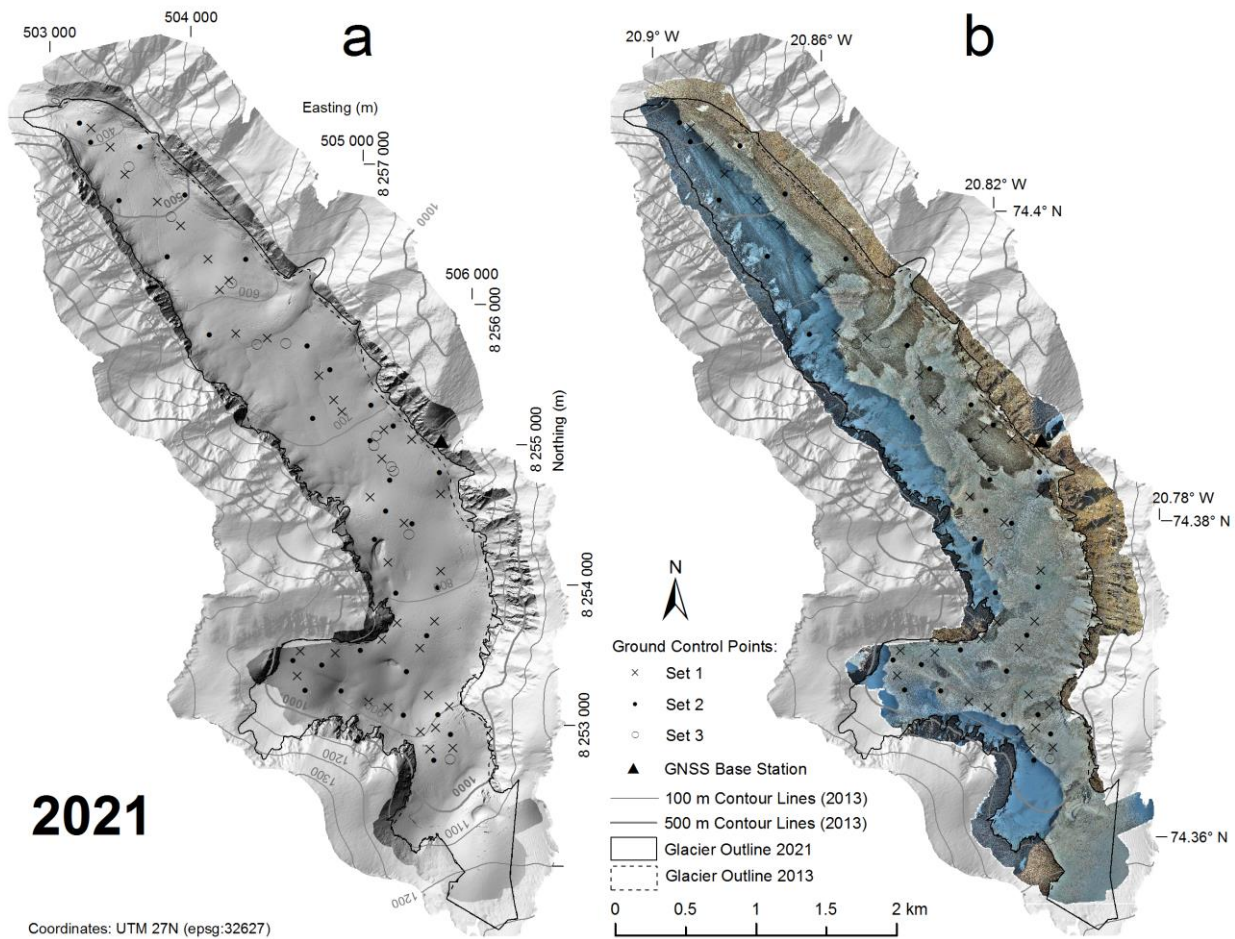 a
b
503 000
504 000
20.9° W
20.86° W
Easting (m)
505 000
8 257 000
20.82° W
74.4° N
400
500
1000
506 000
8 256 000
600
700
8 255 000
Northing (m)
20.78° W
74.38° N
800
8 254 000
N
Ground Control Points:
Set 1
Set 2
Set 3
GNSS Base Station
100 m Contour Lines (2013)
500 m Contour Lines (2013)
Glacier Outline 2021
Glacier Outline 2013
0 0.5 1 2 km
1000
8 253 000
1200
1300
1000
1100
1200
2021
74.36° N
Coordinates: UTM 27N (epsg:32627)